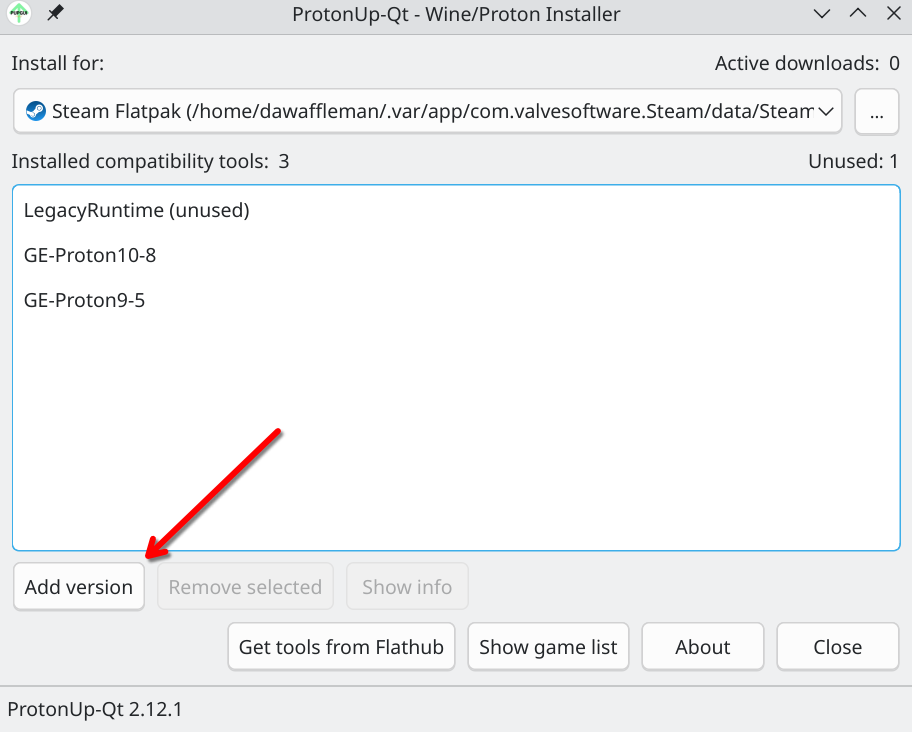 ProtonUp-Qt - Wine/Proton Installer
Install for:
Active downloads: 0
Steam Flatpak (/home/dawaffleman/.var/app/com.valvesoftware.Steam/data/Steam
...
Installed compatibility tools: 3
Unused: 1
LegacyRuntime (unused)
GE-Proton10-8
GE-Proton9-5
Add version
Remove selected
Show info
Get tools from Flathub
Show game list
About
Close
ProtonUp-Qt 2.12.1